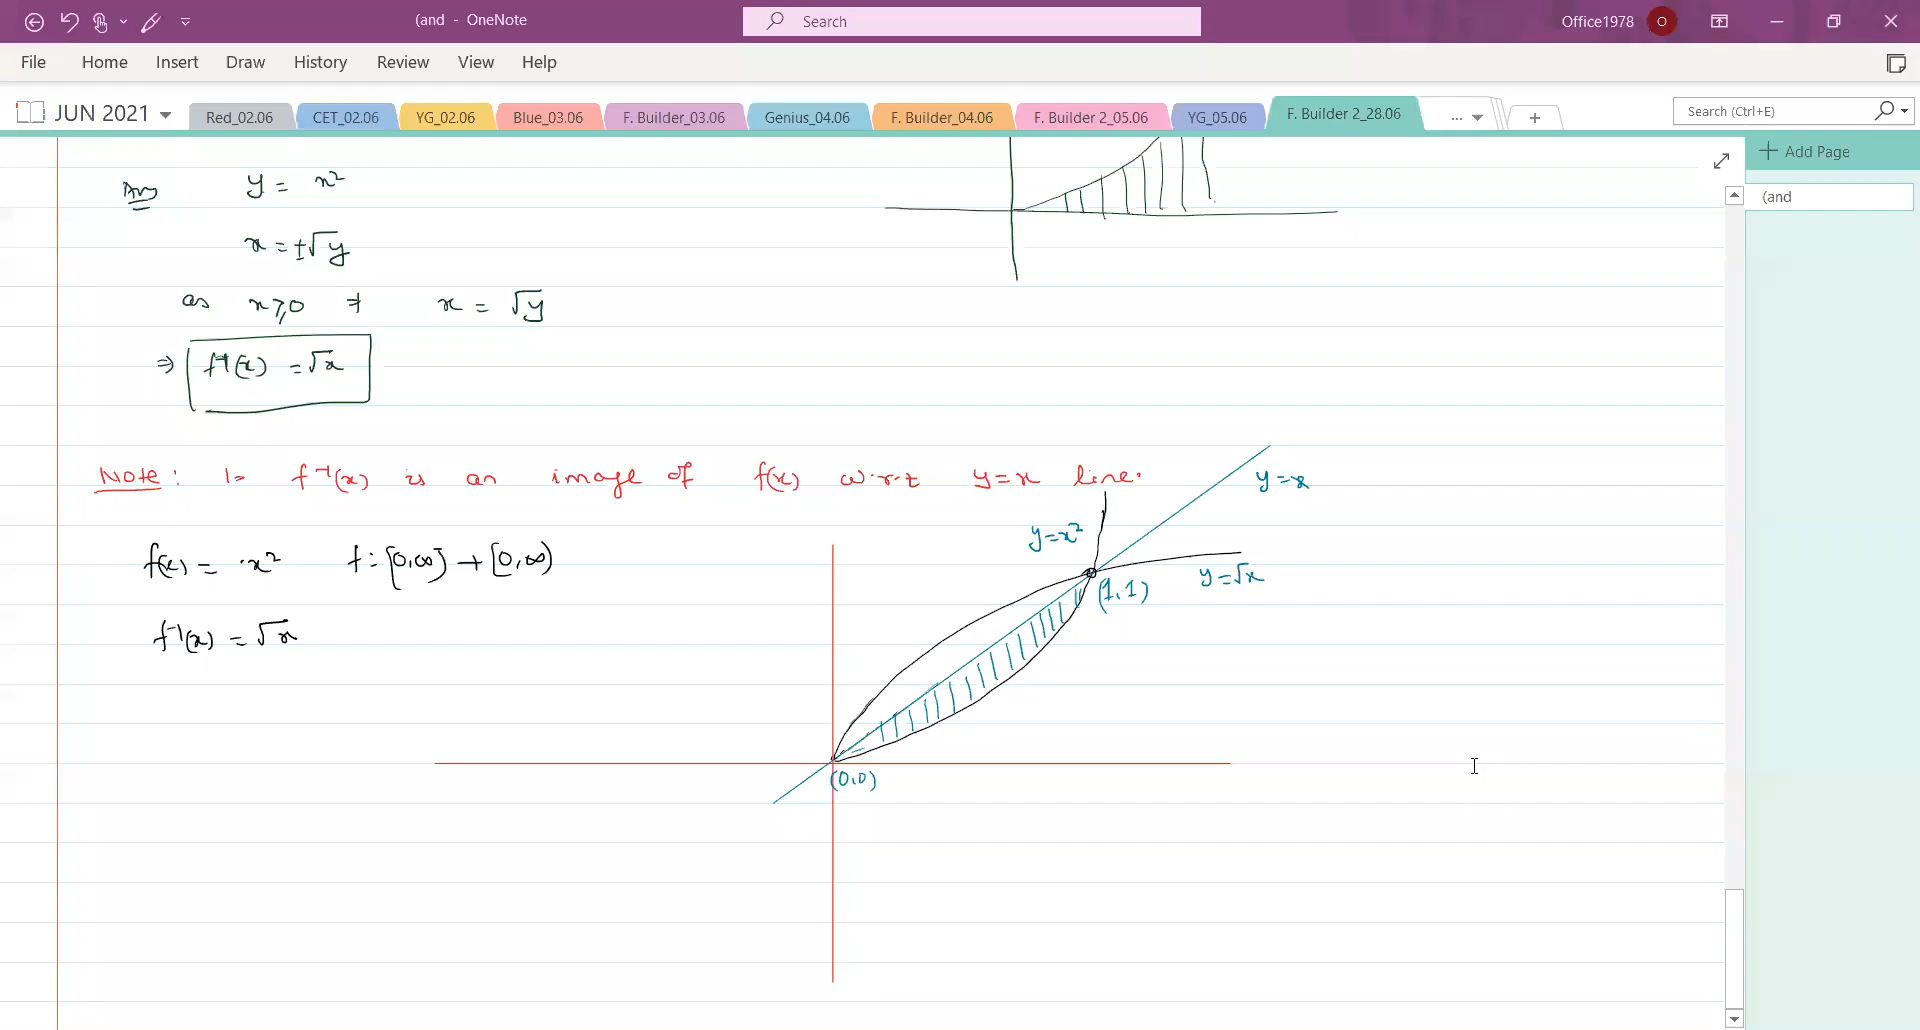 (and - OneNote
Search
Office1978
O
File Home Insert Draw History Review View Help
JUN 2021
Red_02.06 CET_02.06 YG_02.06 Blue_03.06 F. Builder_03.06 Genius_04.06 F. Builder_04.06 F. Builder 2_05.06 YG_05.06 F. Builder 2_28.06 ... +
Search (Ctrl+E)
+ Add Page
(and
Ans y = x²
x = ±√y
as x ≥ 0 ⇒ x = √y
⇒ f⁻¹(x) = √x
Note: 1. f⁻¹(x) is an image of f(x) w.r.t y=x line.
y=x
y=x²
f(x) = x² f: [0,∞) → [0,∞)
y=√x
(1,1)
f⁻¹(x) = √x
(0,0)